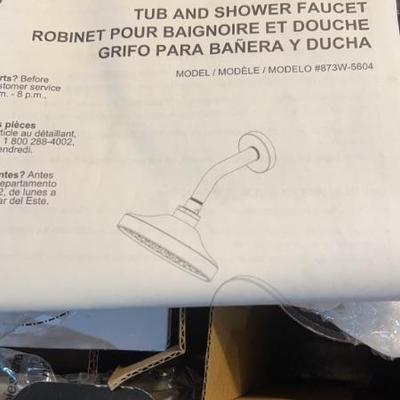 TUB AND SHOWER FAUCET
ROBINET POUR BAIGNOIRE ET DOUCHE
GRIFO PARA BAÑERA Y DUCHA
MODEL / MODÈLE / MODELO #873W-5604
rts? Before
stomer service
m. - 8 p.m.,
s pièces
ticle au détaillant,
1 800 288-4002,
endredi.
antes? Antes
epartamento
2, de lunes a
ar del Este.